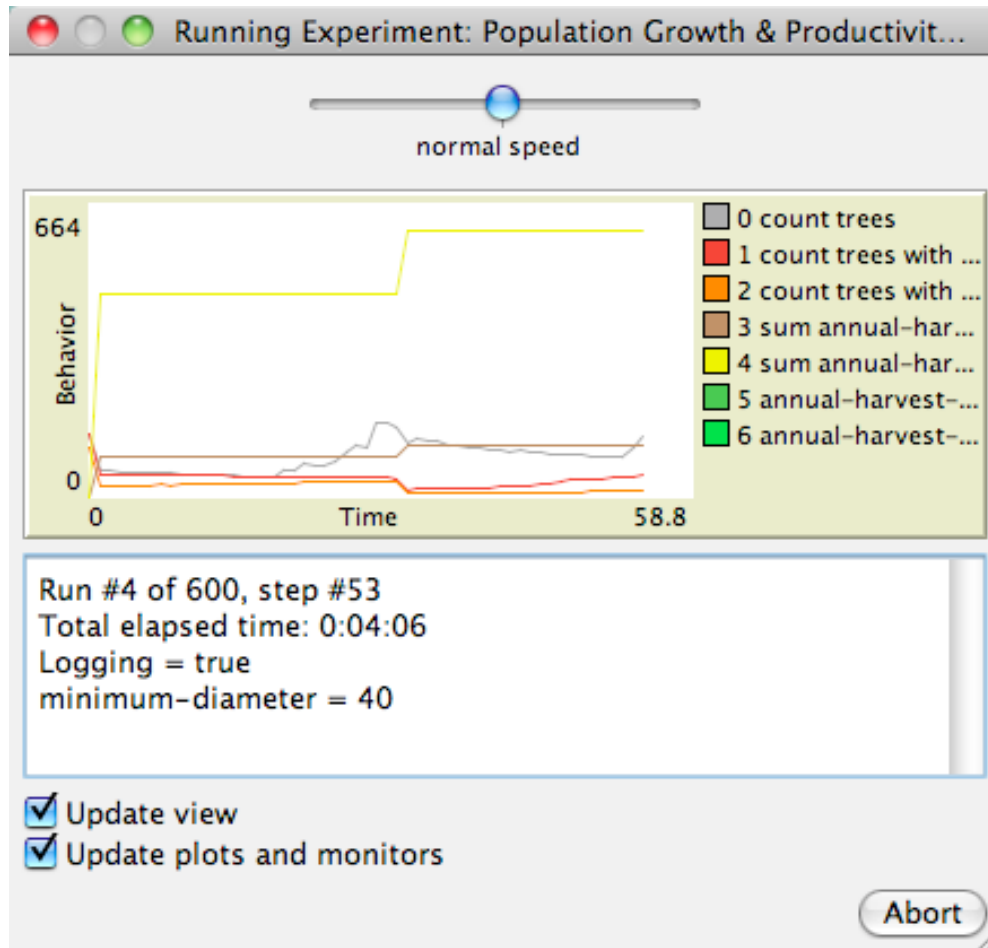 Running Experiment: Population Growth & Productivit...
normal speed
664
Behavior
0
0
Time
58.8
0 count trees
1 count trees with ...
2 count trees with ...
3 sum annual-har...
4 sum annual-har...
5 annual-harvest-...
6 annual-harvest-...
Run #4 of 600, step #53
Total elapsed time: 0:04:06
Logging = true
minimum-diameter = 40
Update view
Update plots and monitors
Abort